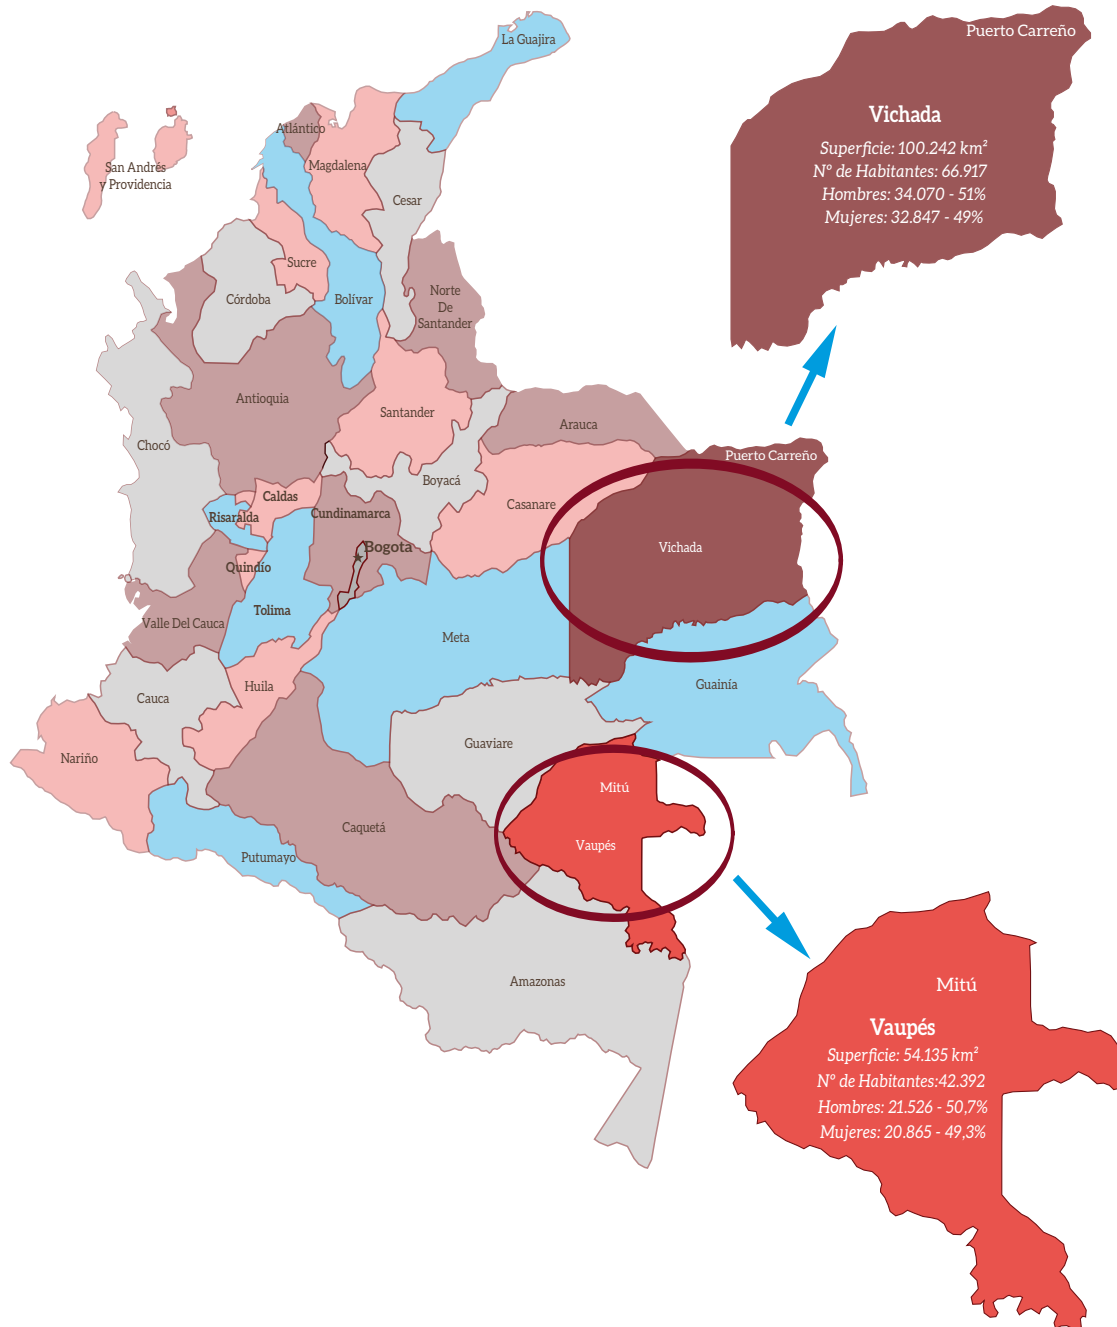 La Guajira
Puerto Carreño
Vichada
Superficie: 100.242 km²
N° de Habitantes: 66.917
Hombres: 34.070 - 51%
Mujeres: 32.847 - 49%
Atlántico
San Andrés
y Providencia
Magdalena
Cesar
Sucre
Córdoba
Bolívar
Norte
De
Santander
Antioquia
Santander
Arauca
Chocó
Boyacá
Puerto Carreño
Caldas
Casanare
Risaralda
Cundinamarca
Bogota
Vichada
Quindío
Tolima
Valle Del Cauca
Meta
Cauca
Huila
Guainía
Nariño
Guaviare
Mitú
Caquetá
Vaupés
Putumayo
Amazonas
Mitú
Vaupés
Superficie: 54.135 km²
N° de Habitantes:42.392
Hombres: 21.526 - 50,7%
Mujeres: 20.865 - 49,3%